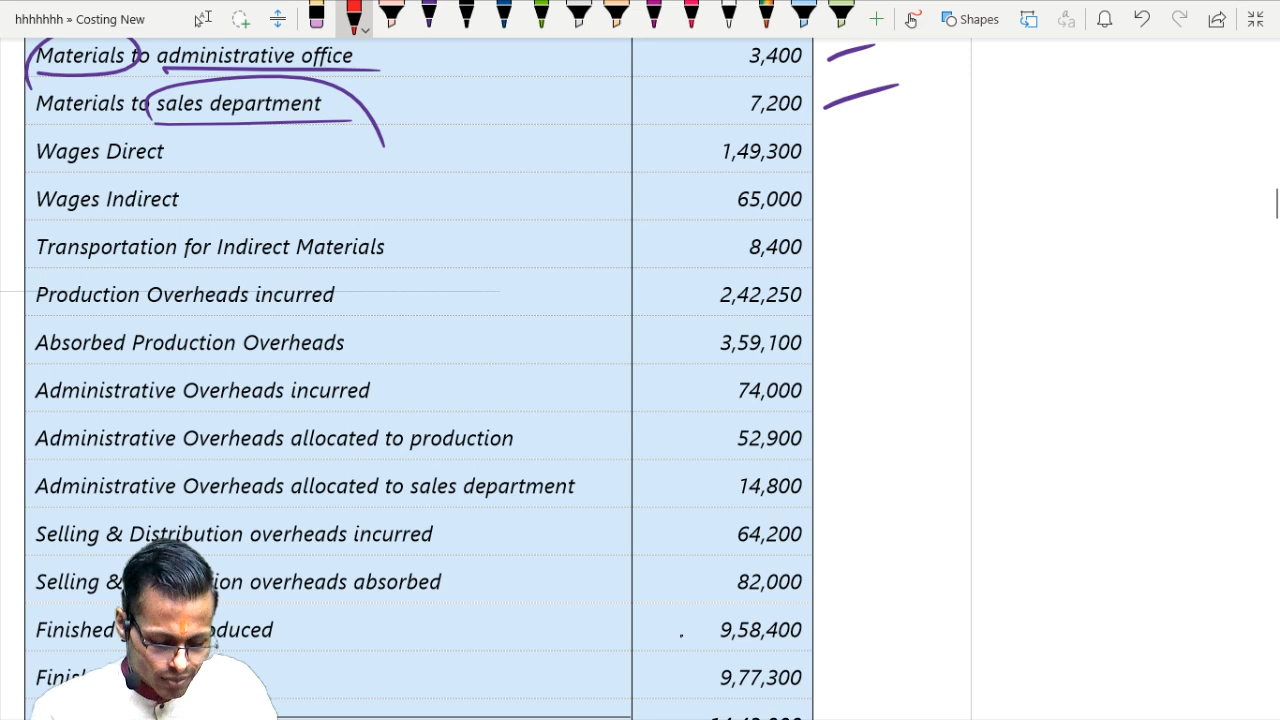 hhhhhhh » Costing New
Shapes
Materials to administrative office 3,400
Materials to sales department 7,200
Wages Direct 1,49,300
Wages Indirect 65,000
Transportation for Indirect Materials 8,400
Production Overheads incurred 2,42,250
Absorbed Production Overheads 3,59,100
Administrative Overheads incurred 74,000
Administrative Overheads allocated to production 52,900
Administrative Overheads allocated to sales department 14,800
Selling & Distribution overheads incurred 64,200
Selling & ion overheads absorbed 82,000
Finished oduced 9,58,400
Fini 9,77,300